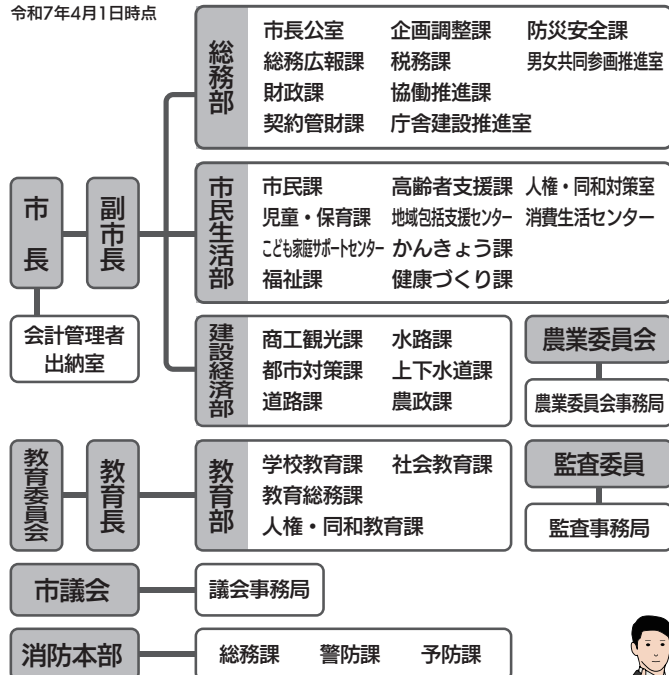 令和7年4月1日時点
総務部
市長公室 企画調整課 防災安全課
総務広報課 税務課 男女共同参画推進室
財政課 協働推進課
契約管財課 庁舎建設推進室
市長 副市長
市民生活部
市民課 高齢者支援課 人権・同和対策室
児童・保育課 地域包括支援センター 消費生活センター
こども家庭サポートセンター かんきょう課
福祉課 健康づくり課
会計管理者
出納室
建設経済部
商工観光課 水路課
都市対策課 上下水道課
道路課 農政課
農業委員会
農業委員会事務局
教育委員会 教育長 教育部
学校教育課 社会教育課
教育総務課
人権・同和教育課
監査委員
監査事務局
市議会 議会事務局
消防本部 総務課 警防課 予防課